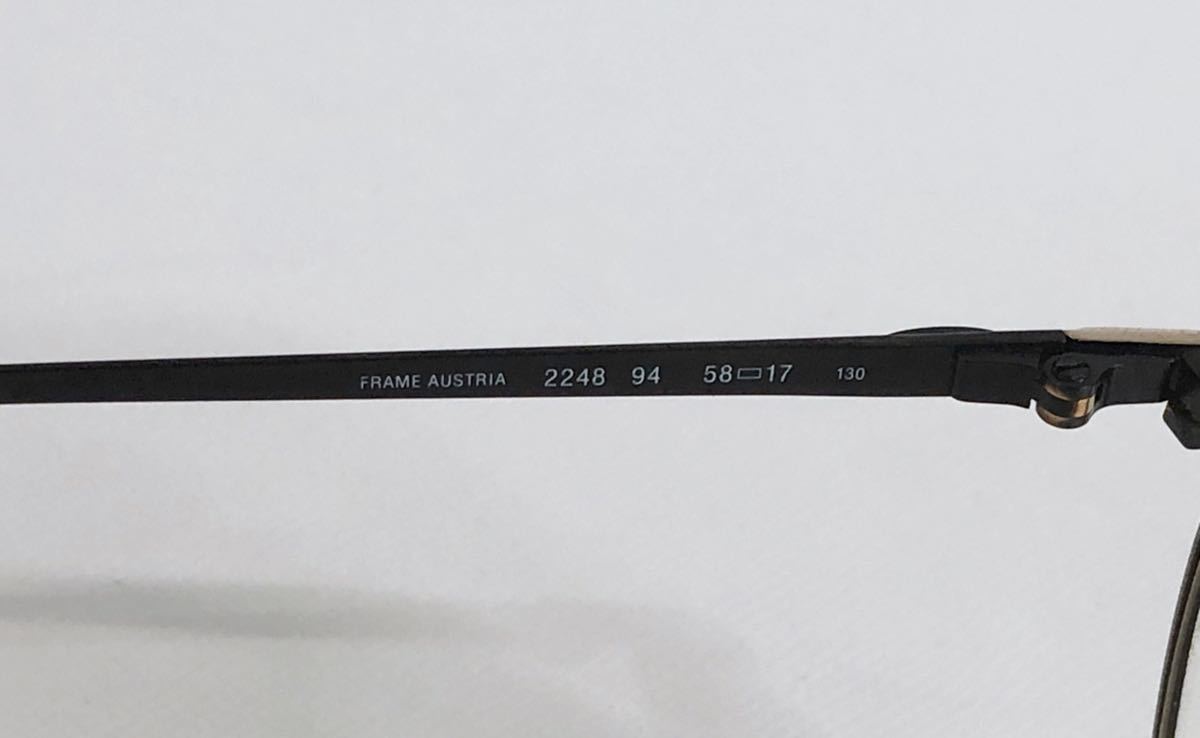 FRAME AUSTRIA 2248 94 58▭17 130